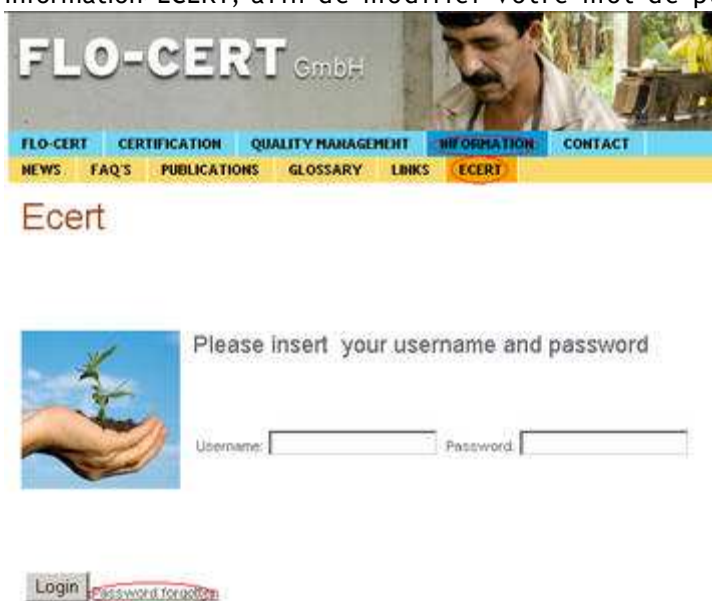 information ECERT, afin de modifier votre mot de p
FLO-CERT GmbH
FLO-CERT CERTIFICATION QUALITY MANAGEMENT INFORMATION CONTACT
NEWS FAQ'S PUBLICATIONS GLOSSARY LINKS ECERT
Ecert
Please insert your username and password
Username: Password:
Login Password forgotten